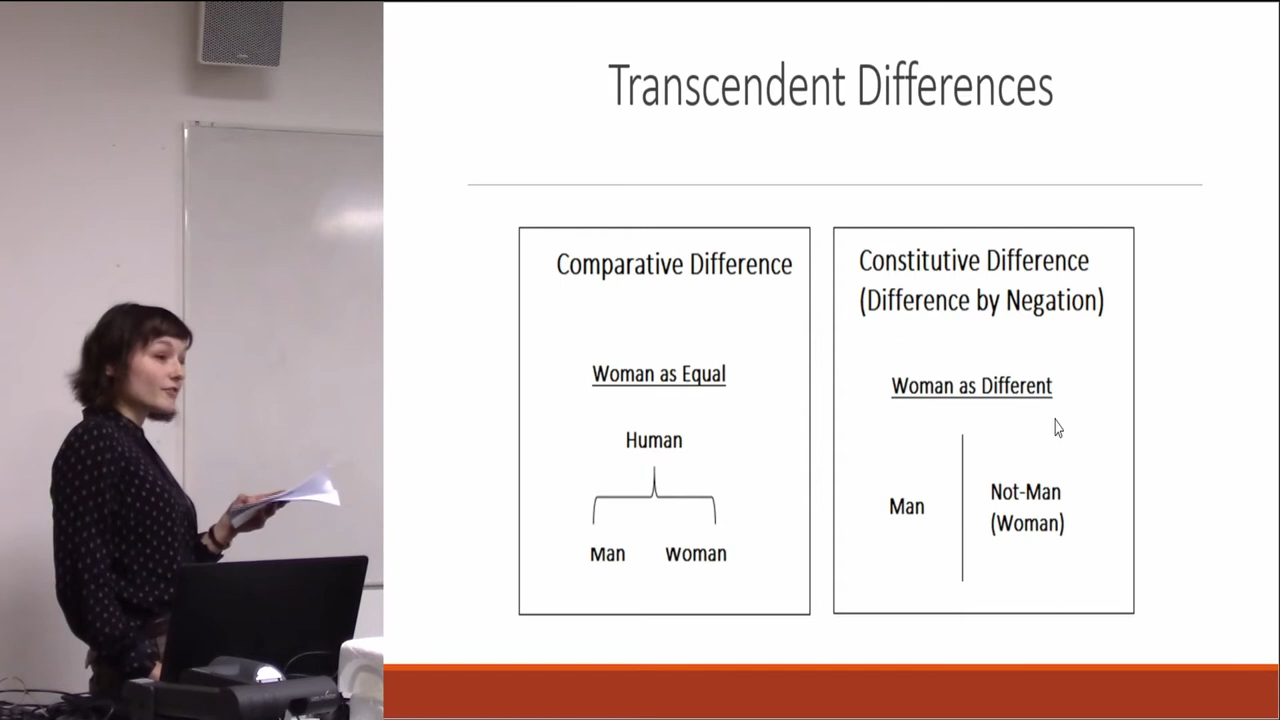 Transcendent Differences
Comparative Difference
Woman as Equal
Human
Man Woman
Constitutive Difference
(Difference by Negation)
Woman as Different
Man
Not-Man
(Woman)